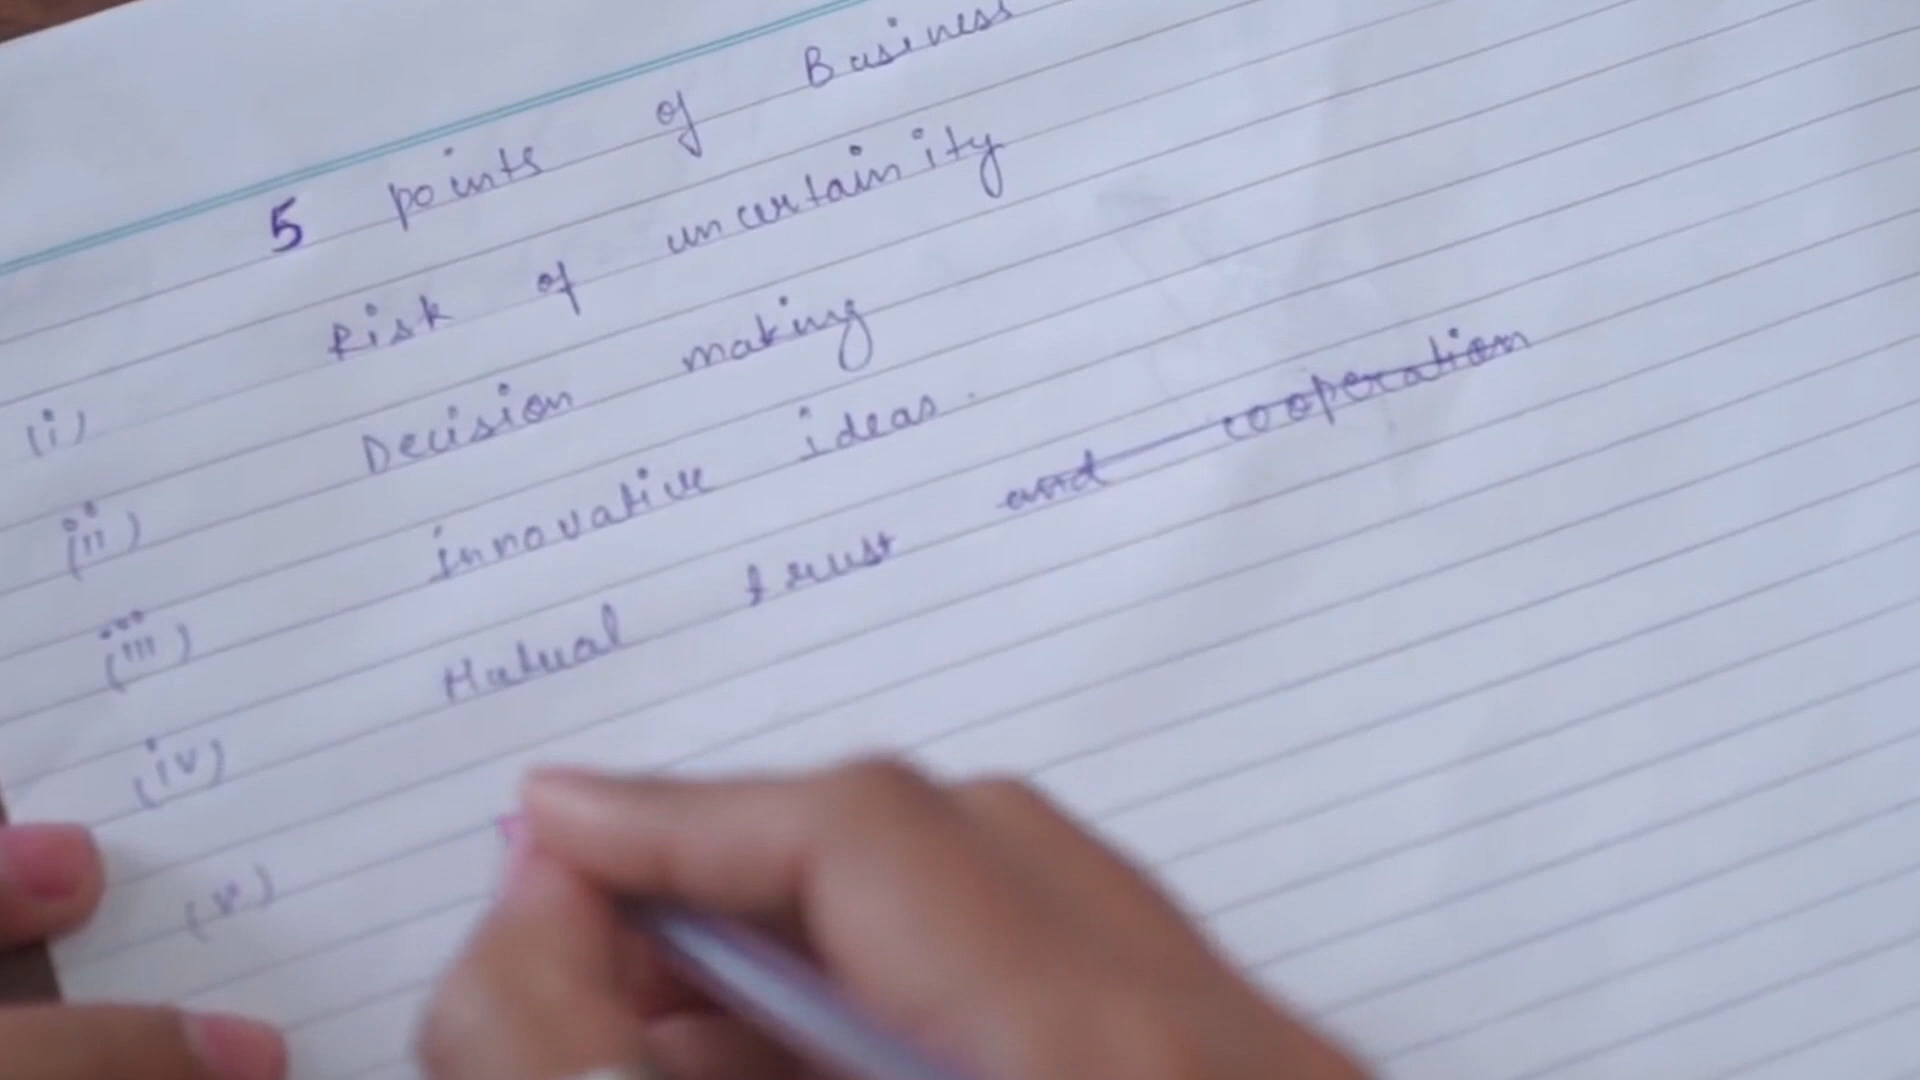 5 points of Business
(i) Risk of uncertainity
(ii) Decision making
(iii) innovative ideas.
(iv) Mutual trust and cooperation
(v)